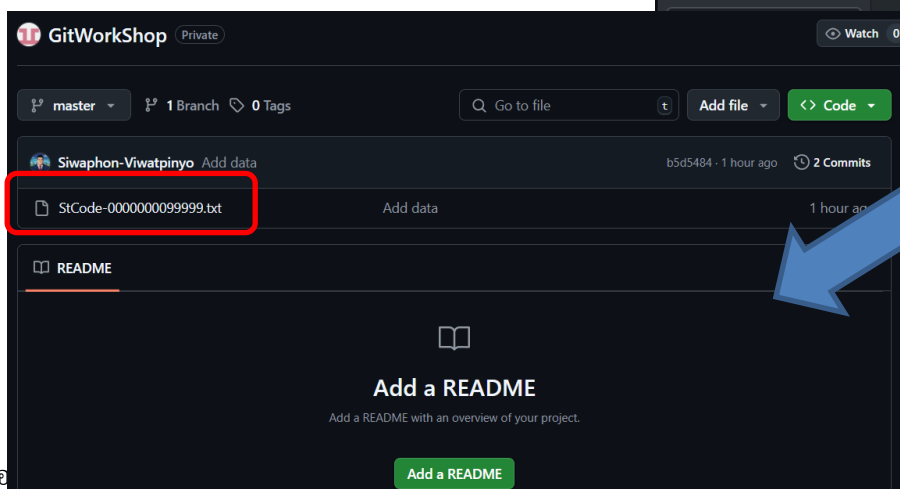 GitWorkShop Private Watch 0
master 1 Branch 0 Tags Go to file t Add file Code
Siwaphon-Viwatpinyo Add data b5d5484 · 1 hour ago 2 Commits
StCode-0000000099999.txt Add data 1 hour ago
README
Add a README
Add a README with an overview of your project.
Add a README